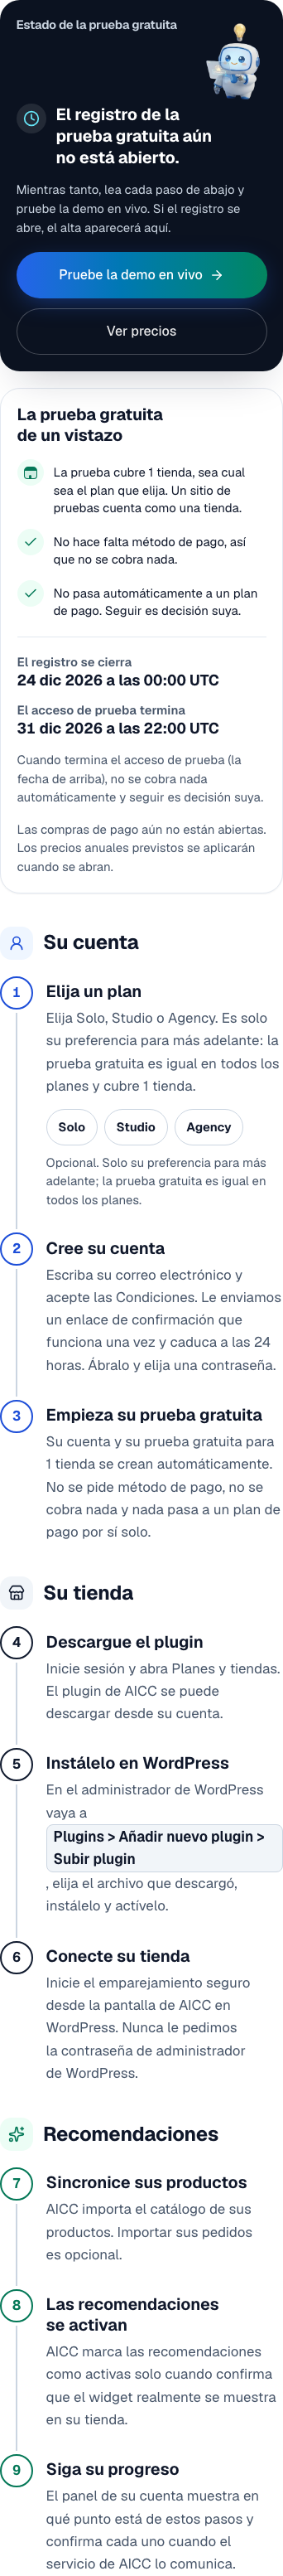 Estado de la prueba gratuita
El registro de la
prueba gratuita aún
no está abierto.
Mientras tanto, lea cada paso de abajo y
pruebe la demo en vivo. Si el registro se
abre, el alta aparecerá aquí.
Pruebe la demo en vivo →
Ver precios
La prueba gratuita
de un vistazo
La prueba cubre 1 tienda, sea cual
sea el plan que elija. Un sitio de
pruebas cuenta como una tienda.
No hace falta método de pago, así
que no se cobra nada.
No pasa automáticamente a un plan
de pago. Seguir es decisión suya.
El registro se cierra
24 dic 2026 a las 00:00 UTC
El acceso de prueba termina
31 dic 2026 a las 22:00 UTC
Cuando termina el acceso de prueba (la
fecha de arriba), no se cobra nada
automáticamente y seguir es decisión suya.
Las compras de pago aún no están abiertas.
Los precios anuales previstos se aplicarán
cuando se abran.
Su cuenta
1 Elija un plan
Elija Solo, Studio o Agency. Es solo
su preferencia para más adelante: la
prueba gratuita es igual en todos los
planes y cubre 1 tienda.
Solo Studio Agency
Opcional. Solo su preferencia para más
adelante; la prueba gratuita es igual en
todos los planes.
2 Cree su cuenta
Escriba su correo electrónico y
acepte las Condiciones. Le enviamos
un enlace de confirmación que
funciona una vez y caduca a las 24
horas. Ábralo y elija una contraseña.
3 Empieza su prueba gratuita
Su cuenta y su prueba gratuita para
1 tienda se crean automáticamente.
No se pide método de pago, no se
cobra nada y nada pasa a un plan de
pago por sí solo.
Su tienda
4 Descargue el plugin
Inicie sesión y abra Planes y tiendas.
El plugin de AICC se puede
descargar desde su cuenta.
5 Instálelo en WordPress
En el administrador de WordPress
vaya a
Plugins > Añadir nuevo plugin >
Subir plugin
, elija el archivo que descargó,
instálelo y actívelo.
6 Conecte su tienda
Inicie el emparejamiento seguro
desde la pantalla de AICC en
WordPress. Nunca le pedimos
la contraseña de administrador
de WordPress.
Recomendaciones
7 Sincronice sus productos
AICC importa el catálogo de sus
productos. Importar sus pedidos
es opcional.
8 Las recomendaciones
se activan
AICC marca las recomendaciones
como activas solo cuando confirma
que el widget realmente se muestra
en su tienda.
9 Siga su progreso
El panel de su cuenta muestra en
qué punto está de estos pasos y
confirma cada uno cuando el
servicio de AICC lo comunica.